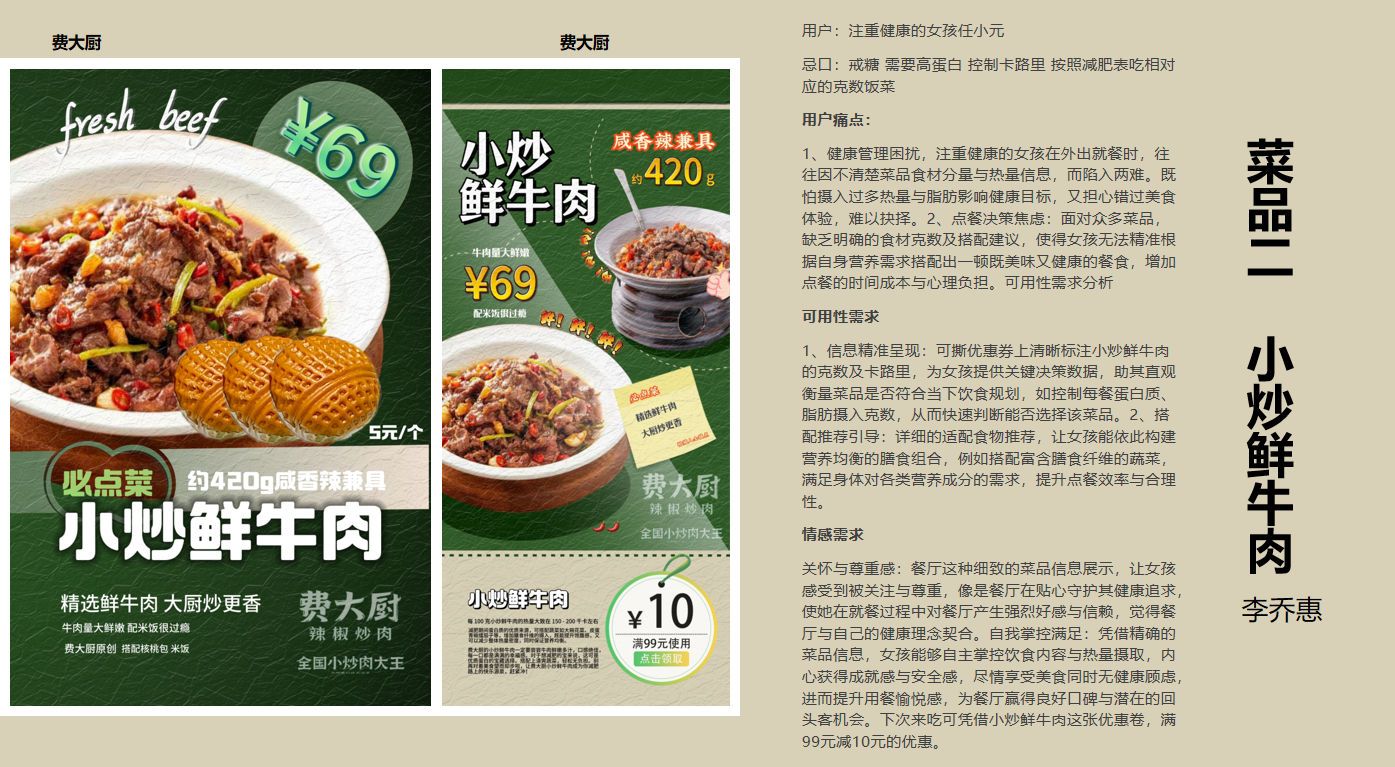 费大厨
费大厨
fresh beef
¥69
5元/个
必点菜
约420g咸香辣兼具
小炒鲜牛肉
精选鲜牛肉 大厨炒更香
牛肉量大鲜嫩 配米饭很过瘾
费大厨原创 搭配核桃包 米饭
费大厨
辣椒炒肉
全国小炒肉大王
小炒
鲜牛肉
咸香辣兼具
约420g
牛肉量大鲜嫩
¥69
配米饭很过瘾
鲜！鲜！鲜！
必点菜
精选鲜牛肉
大厨炒更香
费大厨
辣椒炒肉
全国小炒肉大王
小炒鲜牛肉
每 100 克小炒鲜牛肉的热量大致在 150 - 200 千卡左右
¥10
满99元使用
点击领取
用户：注重健康的女孩任小元
忌口：戒糖 需要高蛋白 控制卡路里 按照减肥表吃相对
应的克数饭菜
用户痛点：
1、健康管理困扰，注重健康的女孩在外出就餐时，往
往因不清楚菜品食材分量与热量信息，而陷入两难。既
怕摄入过多热量与脂肪影响健康目标，又担心错过美食
体验，难以抉择。2、点餐决策焦虑：面对众多菜品，
缺乏明确的食材克数及搭配建议，使得女孩无法精准根
据自身营养需求搭配出一顿既美味又健康的餐食，增加
点餐的时间成本与心理负担。可用性需求分析
可用性需求
1、信息精准呈现：可撕优惠券上清晰标注小炒鲜牛肉
的克数及卡路里，为女孩提供关键决策数据，助其直观
衡量菜品是否符合当下饮食规划，如控制每餐蛋白质、
脂肪摄入克数，从而快速判断能否选择该菜品。2、搭
配推荐引导：详细的适配食物推荐，让女孩能依此构建
营养均衡的膳食组合，例如搭配富含膳食纤维的蔬菜，
满足身体对各类营养成分的需求，提升点餐效率与合理
性。
情感需求
关怀与尊重感：餐厅这种细致的菜品信息展示，让女孩
感受到被关注与尊重，像是餐厅在贴心守护其健康追求，
使她在就餐过程中对餐厅产生强烈好感与信赖，觉得餐
厅与自己的健康理念契合。自我掌控满足：凭借精确的
菜品信息，女孩能够自主掌控饮食内容与热量摄取，内
心获得成就感与安全感，尽情享受美食同时无健康顾虑，
进而提升用餐愉悦感，为餐厅赢得良好口碑与潜在的回
头客机会。下次来吃可凭借小炒鲜牛肉这张优惠卷，满
99元减10元的优惠。
菜品二 小炒鲜牛肉
李乔惠